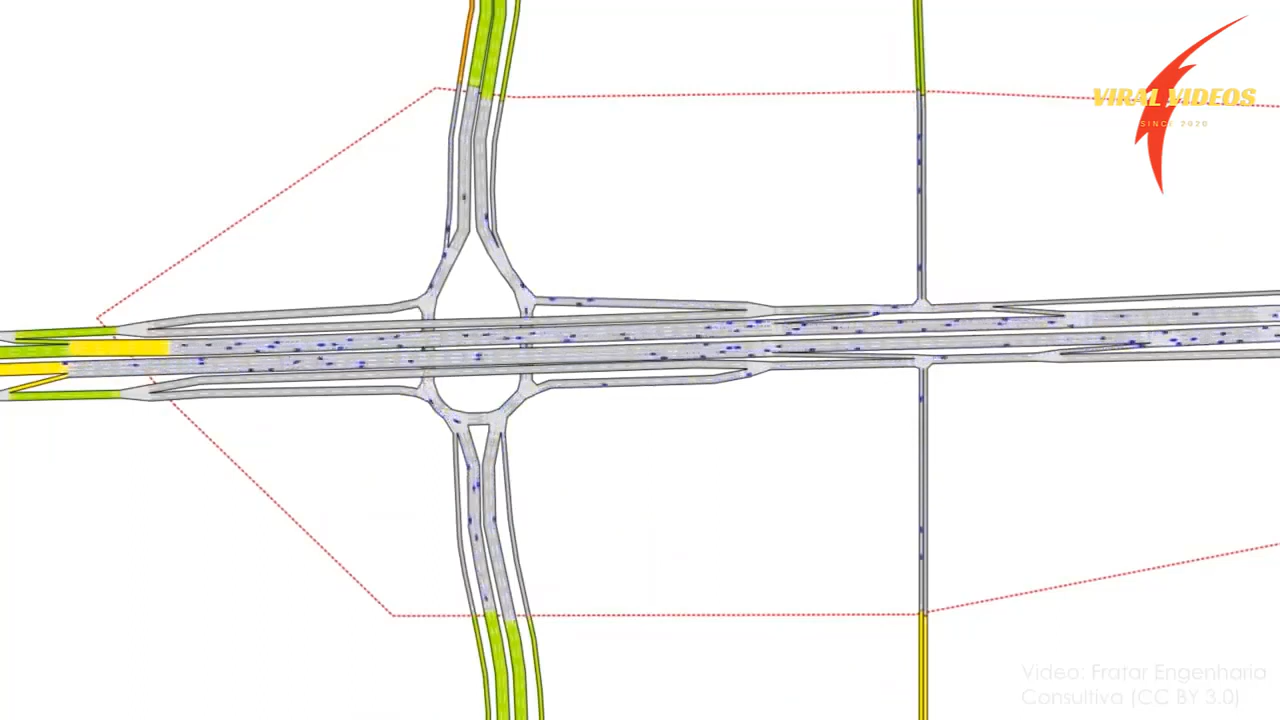 VIRAL VIDEOS
SINCE 2020
Video: Fratar Engenharia
Consultiva (CC BY 3.0)